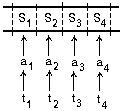 S₁ S₂ S₃ S₄
a₁ a₂ a₃ a₄
t₁ t₂ t₃ t₄